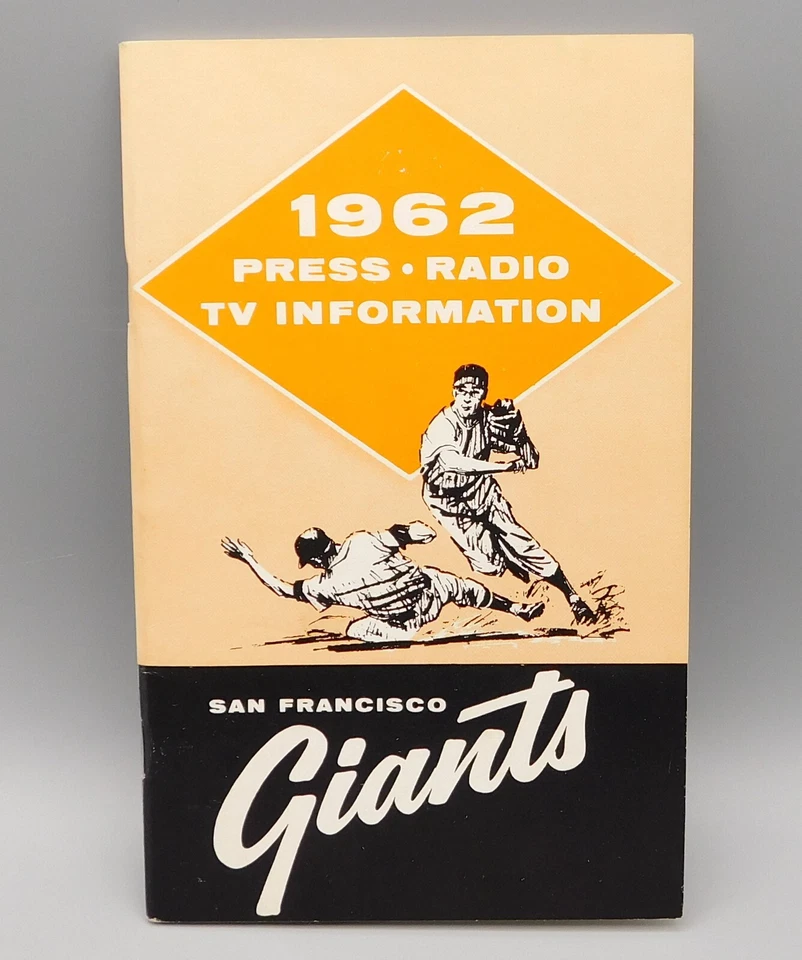 1962
PRESS • RADIO
TV INFORMATION
SAN FRANCISCO
Giants